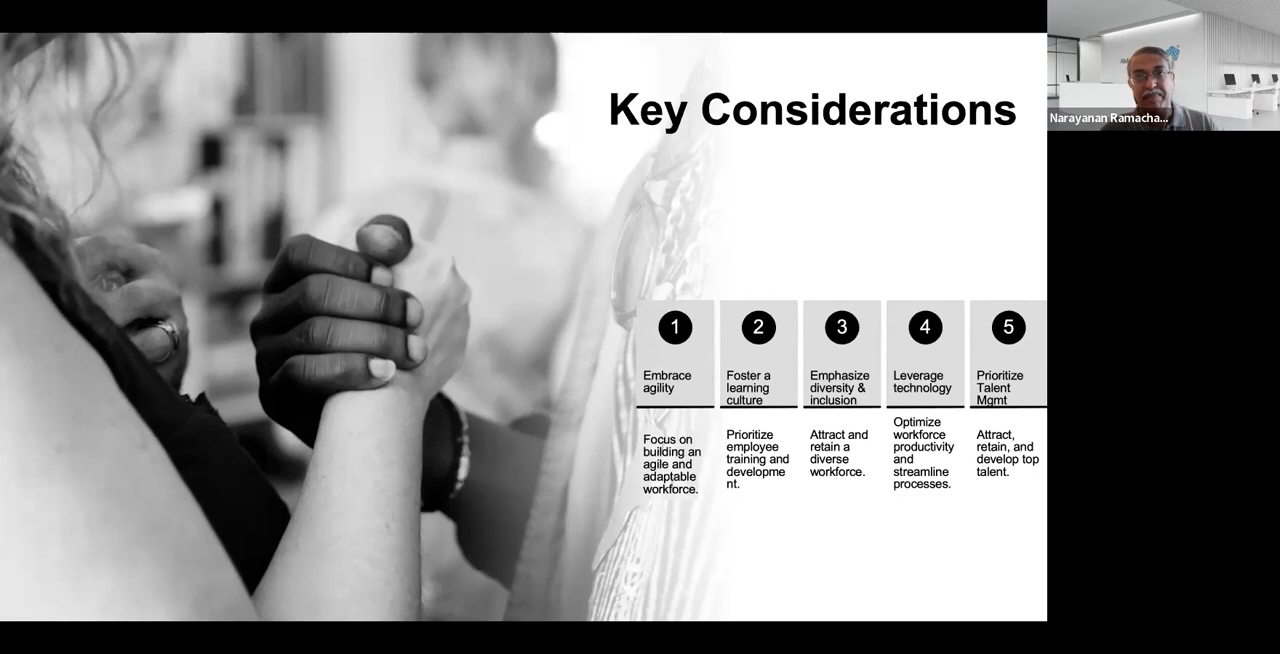 Key Considerations
Narayanan Ramacha...
1
Embrace
agility
Focus on
building an
agile and
adaptable
workforce.
2
Foster a
learning
culture
Prioritize
employee
training and
developme
nt.
3
Emphasize
diversity &
inclusion
Attract and
retain a
diverse
workforce.
4
Leverage
technology
Optimize
workforce
productivity
and
streamline
processes.
5
Prioritize
Talent
Mgmt
Attract,
retain, and
develop top
talent.